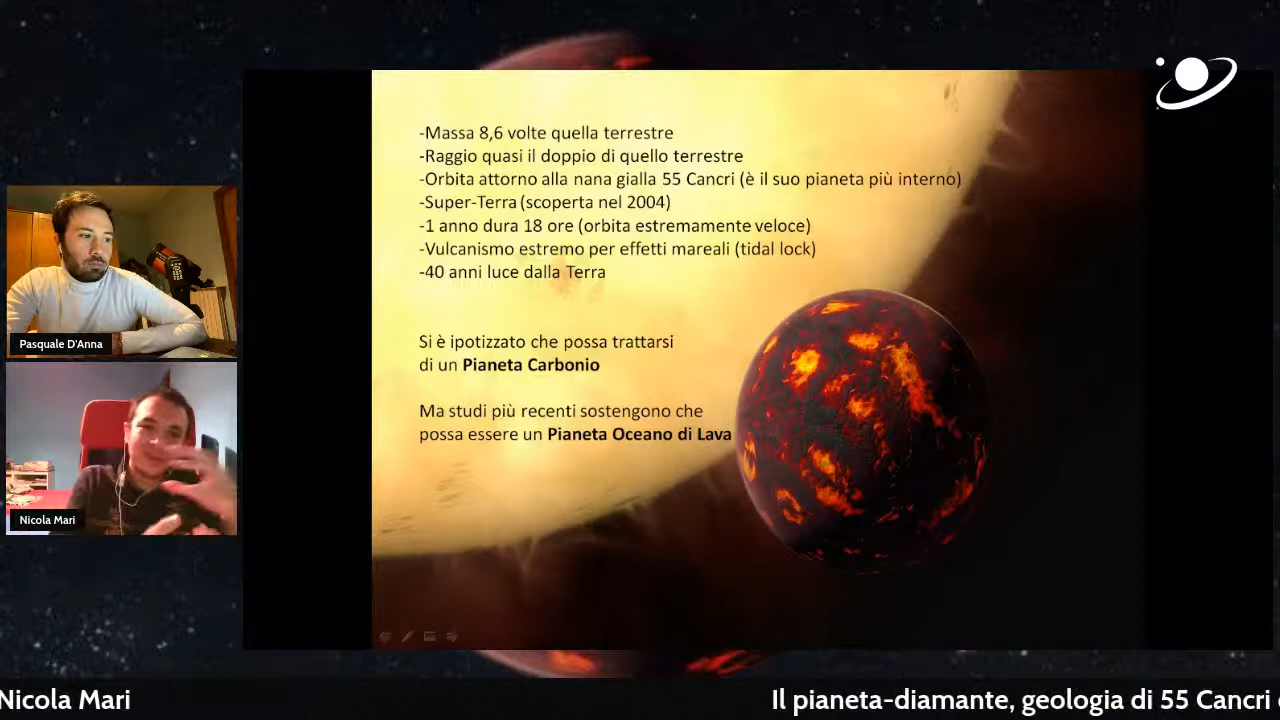 -Massa 8,6 volte quella terrestre
-Raggio quasi il doppio di quello terrestre
-Orbita attorno alla nana gialla 55 Cancri (è il suo pianeta più interno)
-Super-Terra (scoperta nel 2004)
-1 anno dura 18 ore (orbita estremamente veloce)
-Vulcanismo estremo per effetti mareali (tidal lock)
-40 anni luce dalla Terra
Si è ipotizzato che possa trattarsi
di un Pianeta Carbonio
Ma studi più recenti sostengono che
possa essere un Pianeta Oceano di Lava
Pasquale D'Anna
Nicola Mari
Nicola Mari
Il pianeta-diamante, geologia di 55 Cancri